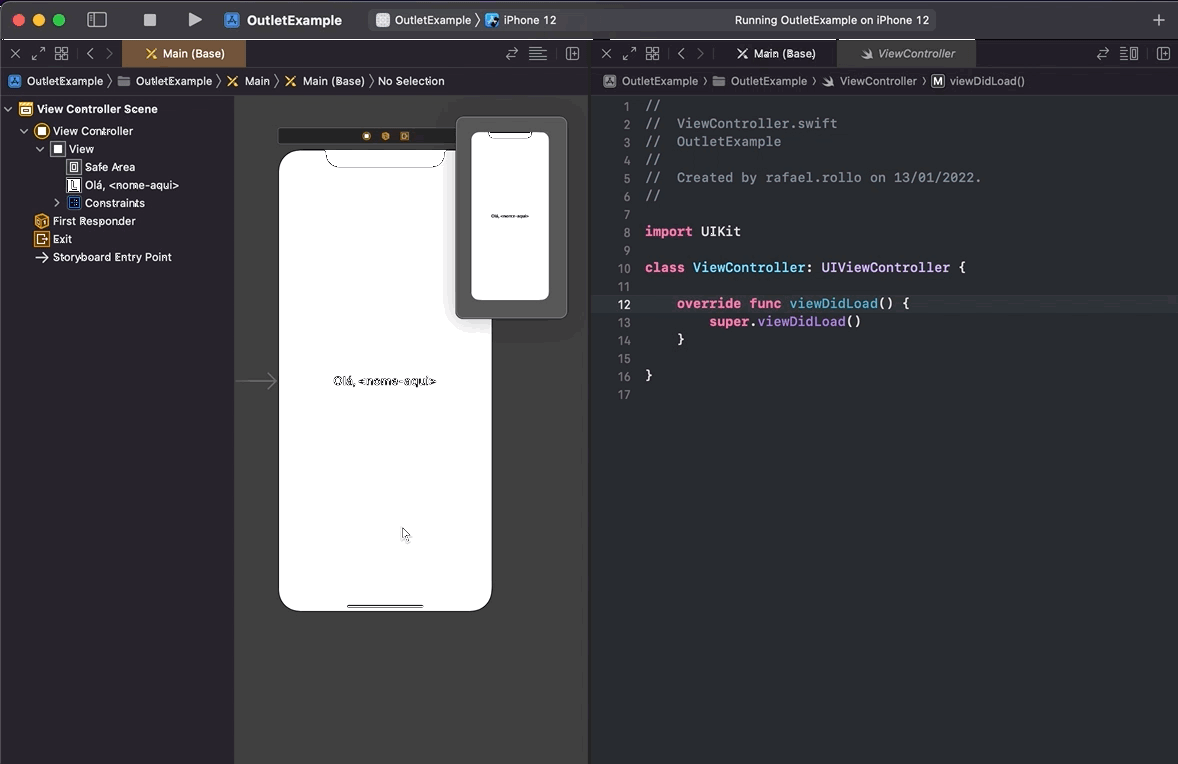 OutletExample
OutletExample
iPhone 12
Running OutletExample on iPhone 12
Main (Base)
Main (Base)
ViewController
OutletExample
OutletExample
Main
Main (Base)
No Selection
OutletExample
OutletExample
ViewController
M viewDidLoad()
View Controller Scene
View Controller
View
Safe Area
L Olá, <nome-aqui>
Constraints
First Responder
Exit
Storyboard Entry Point
Olá, <nome-aqui>
Olá, <nome-aqui>
1 //
2 // ViewController.swift
3 // OutletExample
4 //
5 // Created by rafael.rollo on 13/01/2022.
6 //
7
8 import UIKit
9
10 class ViewController: UIViewController {
11
12 override func viewDidLoad() {
13 super.viewDidLoad()
14 }
15
16 }
17